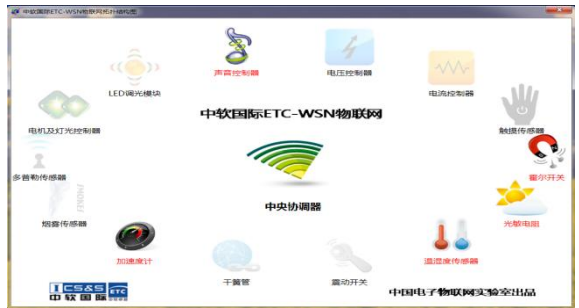 中软国际ETC-WSN物联网拓扑结构图
声音控制器
电压控制器
LED调光模块
电流控制器
中软国际ETC-WSN物联网
电机及灯光控制器
触摸传感器
多普勒传感器
霍尔开关
SMOKE
中央协调器
烟雾传感器
光敏电阻
加速度计
温湿度传感器
干簧管
震动开关
ICS&S ETC
中软国际
中国电子物联网实验室出品